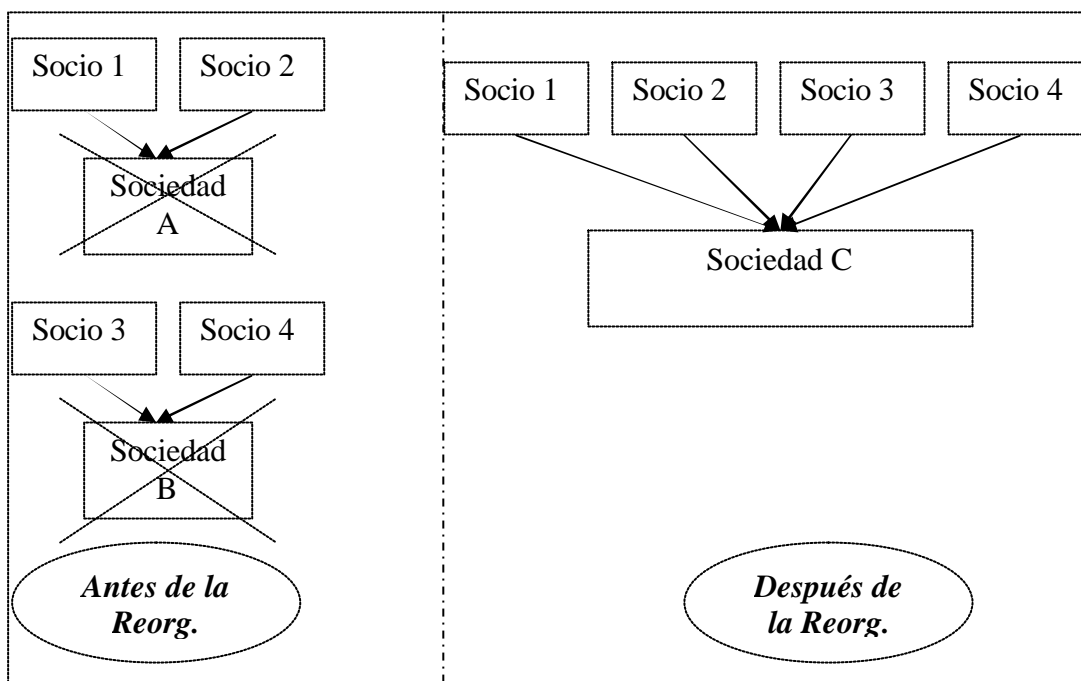 Socio 1
Socio 2
Sociedad
A
Socio 3
Socio 4
Sociedad
B
Antes de la
Reorg.
Socio 1
Socio 2
Socio 3
Socio 4
Sociedad C
Después de
la Reorg.